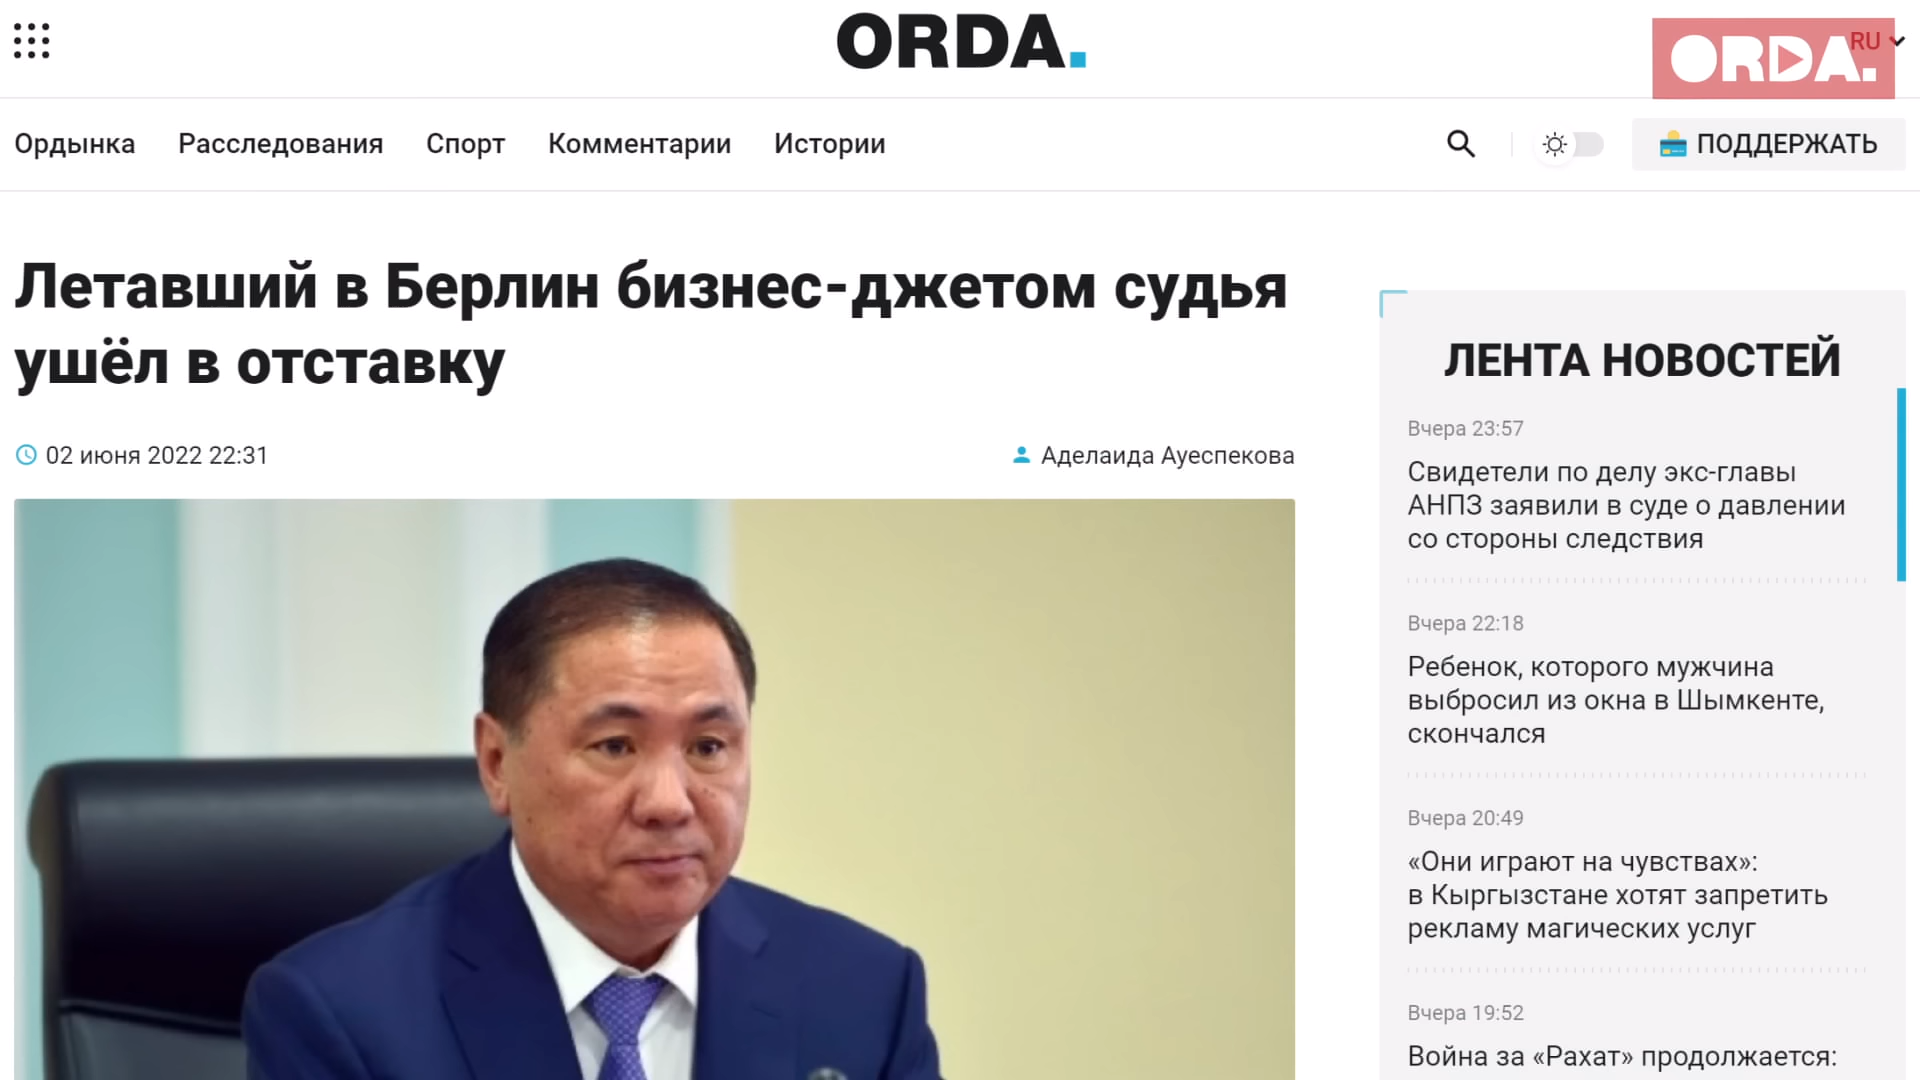 ORDA.
RU
ORDA.
Ордынка
Расследования
Спорт
Комментарии
Истории
ПОДДЕРЖАТЬ
Летавший в Берлин бизнес-джетом судья
ушёл в отставку
02 июня 2022 22:31
Аделаида Ауеспекова
ЛЕНТА НОВОСТЕЙ
Вчера 23:57
Свидетели по делу экс-главы
АНПЗ заявили в суде о давлении
со стороны следствия
Вчера 22:18
Ребенок, которого мужчина
выбросил из окна в Шымкенте,
скончался
Вчера 20:49
«Они играют на чувствах»:
в Кыргызстане хотят запретить
рекламу магических услуг
Вчера 19:52
Война за «Рахат» продолжается: